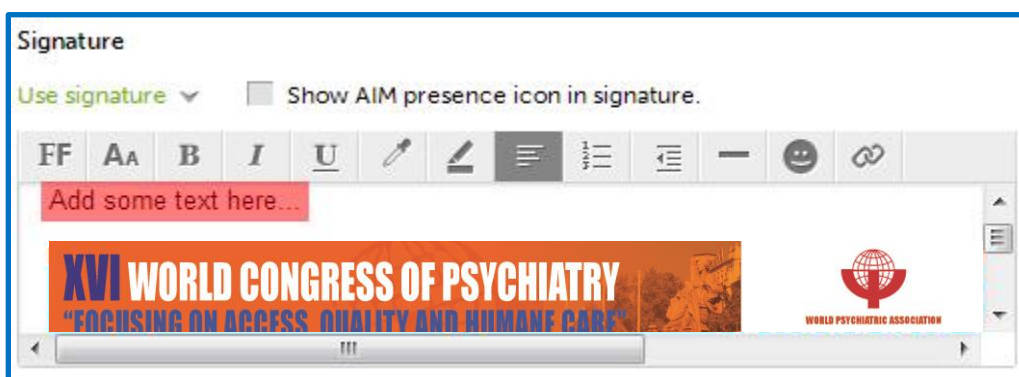 Signature
Use signature Show AIM presence icon in signature.
FF AA B I U
Add some text here...
XVI WORLD CONGRESS OF PSYCHIATRY
"FOCUSING ON ACCESS, QUALITY AND HUMANE CARE"
WORLD PSYCHIATRIC ASSOCIATION